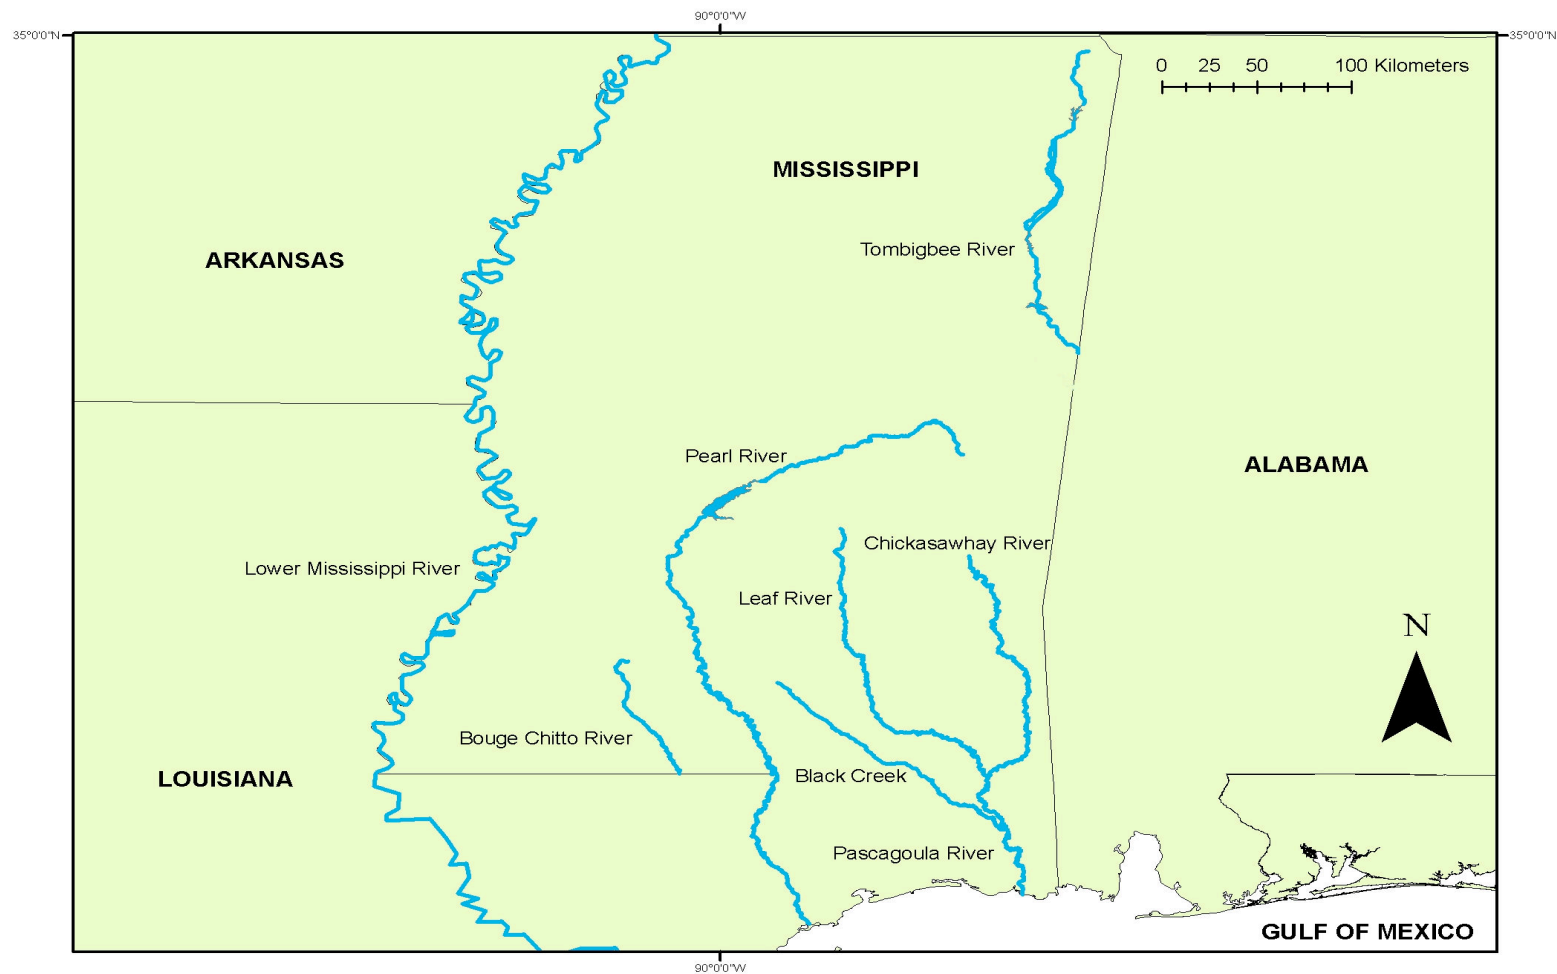 90°0'0"W
35°0'0"N
35°0'0"N
0 25 50 100 Kilometers
MISSISSIPPI
Tombigbee River
ARKANSAS
Pearl River
ALABAMA
Chickasawhay River
Lower Mississippi River
Leaf River
N
Bouge Chitto River
Black Creek
LOUISIANA
Pascagoula River
GULF OF MEXICO
90°0'0"W